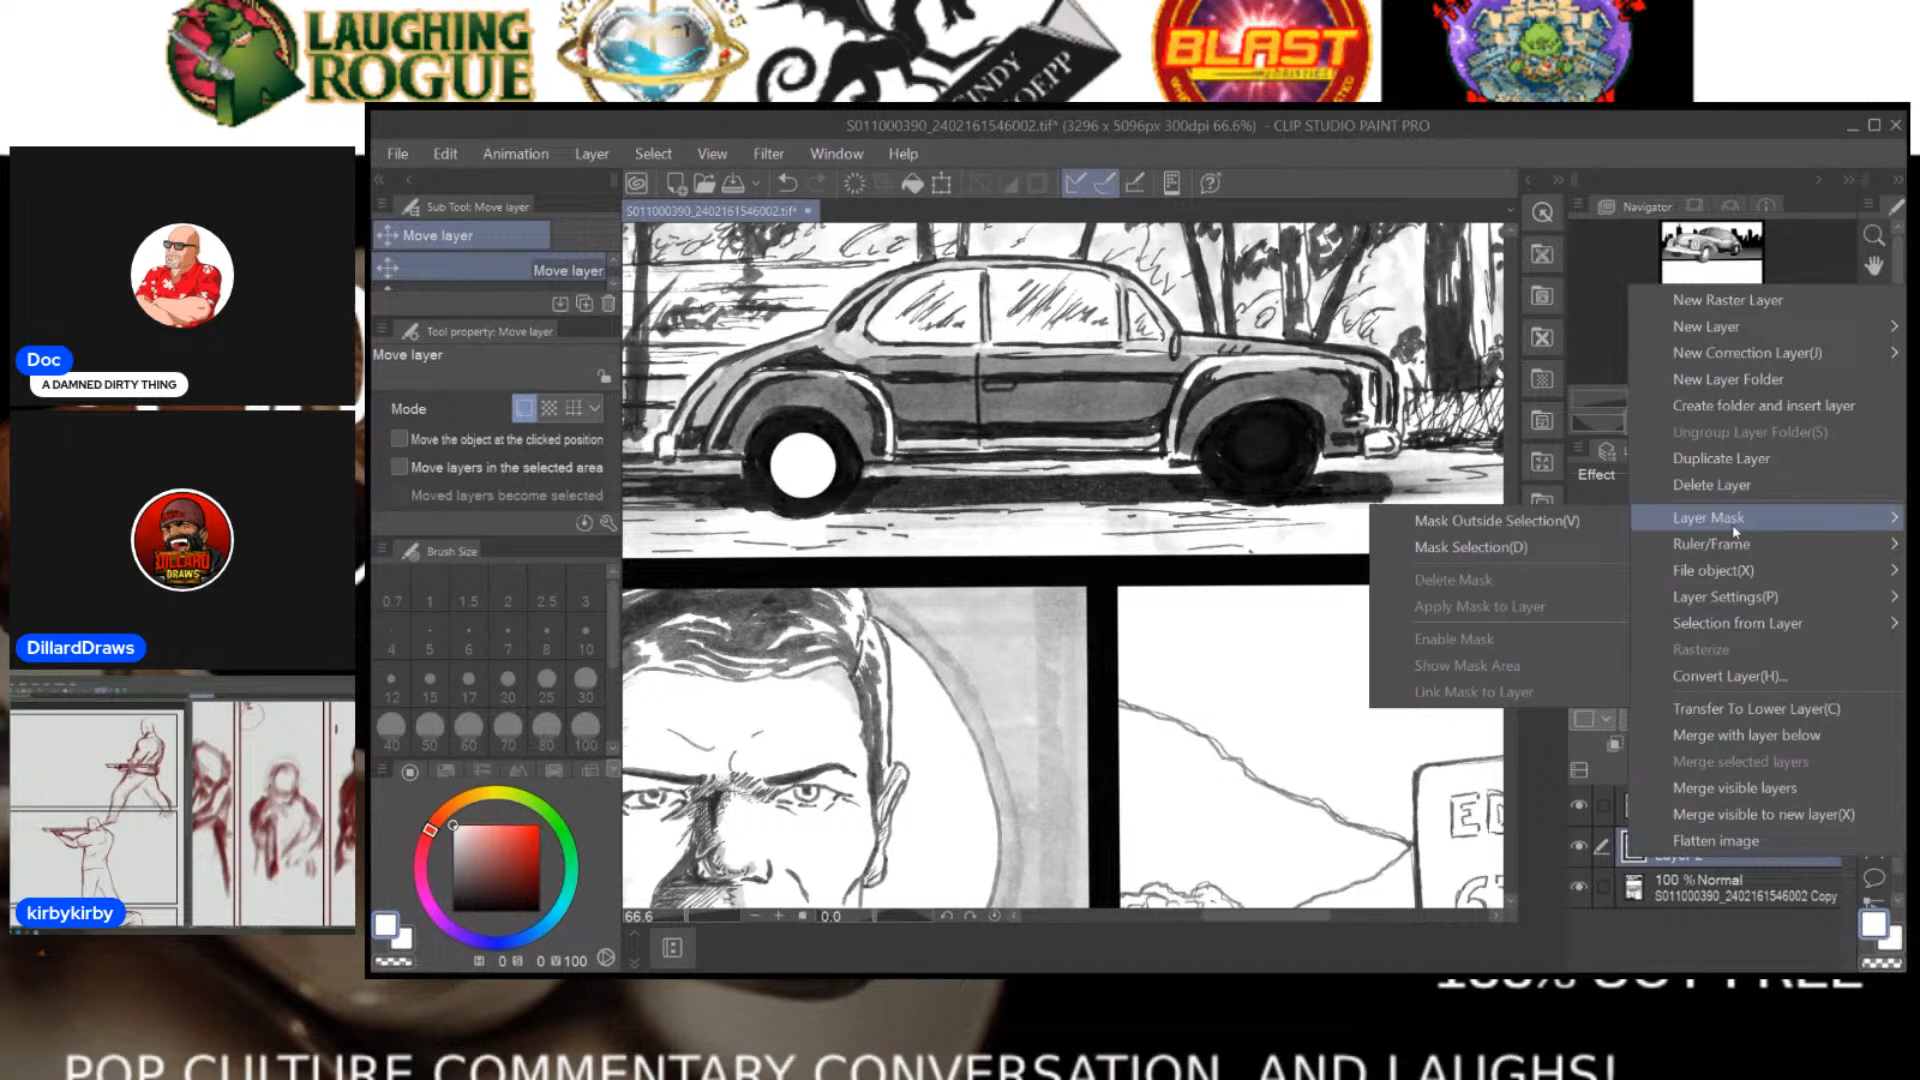 LAUGHING
ROGUE
BLAST
S011000390_2402161546002.tif* (3296 x 5096px 300dpi 66.6%) - CLIP STUDIO PAINT PRO
File Edit Animation Layer Select View Filter Window Help
Sub Tool: Move layer
S011000390_2402161546002.tif*
Navigator
Move layer
Move layer
Tool property: Move layer
Move layer
Mode
Move the object at the clicked position
Move layers in the selected area
Moved layers become selected
Brush Size
0.7 1 1.5 2 2.5 3
4 5 6 7 8 10
12 15 17 20 25 30
40 50 60 70 80 100
66.6 0.0
H 0 S 0 V 100
Effect
New Raster Layer
New Layer
New Correction Layer(J)
New Layer Folder
Create folder and insert layer
Ungroup Layer Folder(S)
Duplicate Layer
Delete Layer
Layer Mask
Ruler/Frame
File object(X)
Layer Settings(P)
Selection from Layer
Rasterize
Convert Layer(H)...
Transfer To Lower Layer(C)
Merge with layer below
Merge selected layers
Merge visible layers
Merge visible to new layer(X)
Flatten image
Mask Outside Selection(V)
Mask Selection(D)
Delete Mask
Apply Mask to Layer
Enable Mask
Show Mask Area
Link Mask to Layer
100 % Normal
S011000390_2402161546002 Copy
Doc
A DAMNED DIRTY THING
DILLARD
DRAWS
DillardDraws
kirbykirby
POP CULTURE COMMENTARY CONVERSATION, AND LAUGHS!